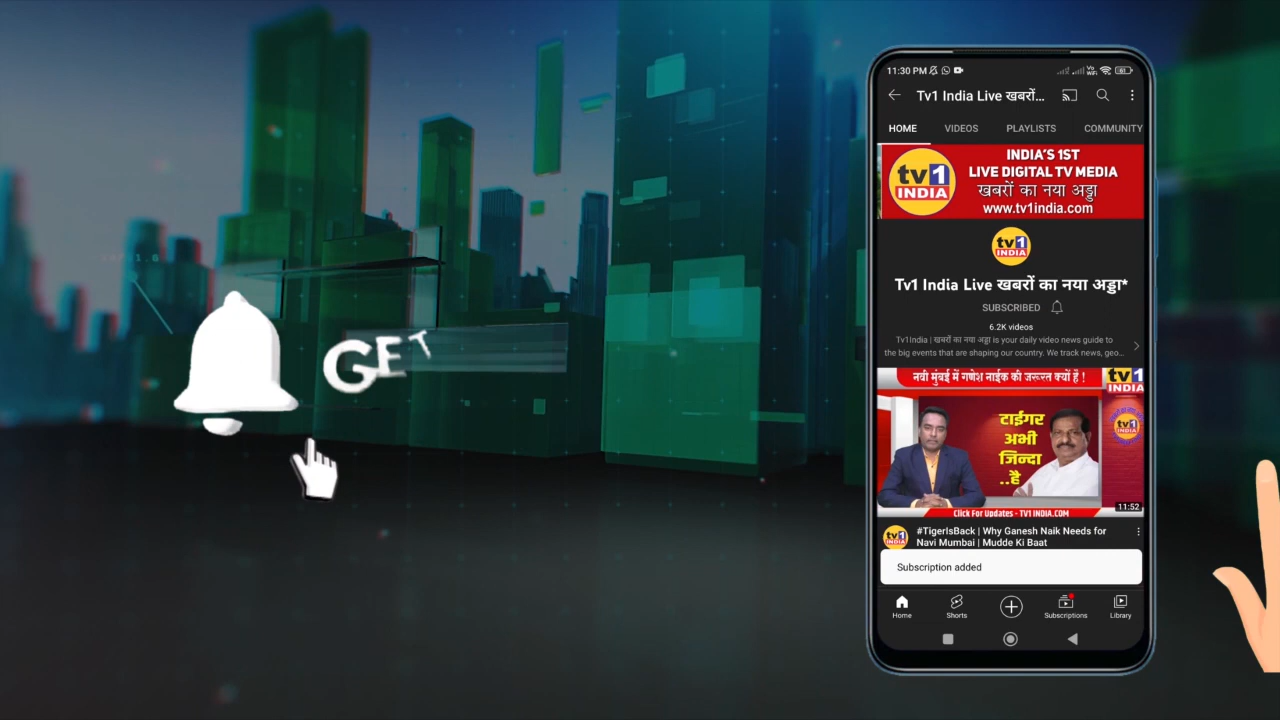 GET
11:30 PM
Tv1 India Live खबरों...
HOME VIDEOS PLAYLISTS COMMUNITY
tv1
INDIA
INDIA'S 1ST
LIVE DIGITAL TV MEDIA
खबरों का नया अड्डा
www.tv1india.com
tv1
INDIA
Tv1 India Live खबरों का नया अड्डा*
SUBSCRIBED
6.2K videos
Tv1India | खबरों का नया अड्डा is your daily video news guide to
the big events that are shaping our country. We track news, geo...
नवी मुंबई में गणेश नाईक की जरूरत क्यों है !
tv1
INDIA
टाईगर
अभी
जिन्दा
..है
tv1
INDIA
11:52
Click For Updates - TV1 INDIA.COM
tv1
INDIA
#TigerIsBack | Why Ganesh Naik Needs for
Navi Mumbai | Mudde Ki Baat
Subscription added
Home Shorts Subscriptions Library